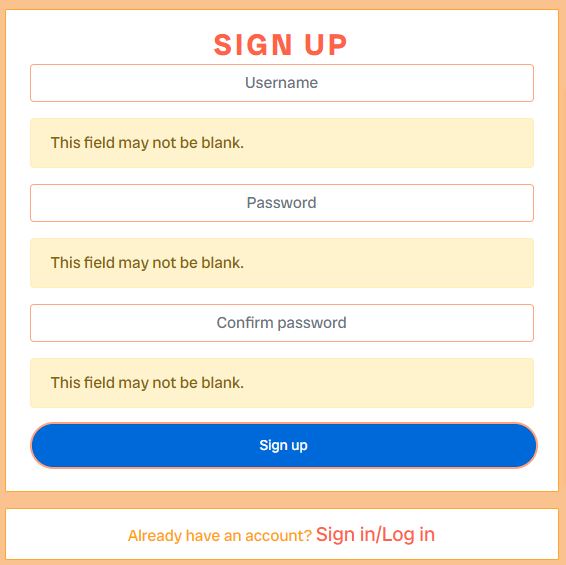 SIGN UP
Username
This field may not be blank.
Password
This field may not be blank.
Confirm password
This field may not be blank.
Sign up
Already have an account? Sign in/Log in